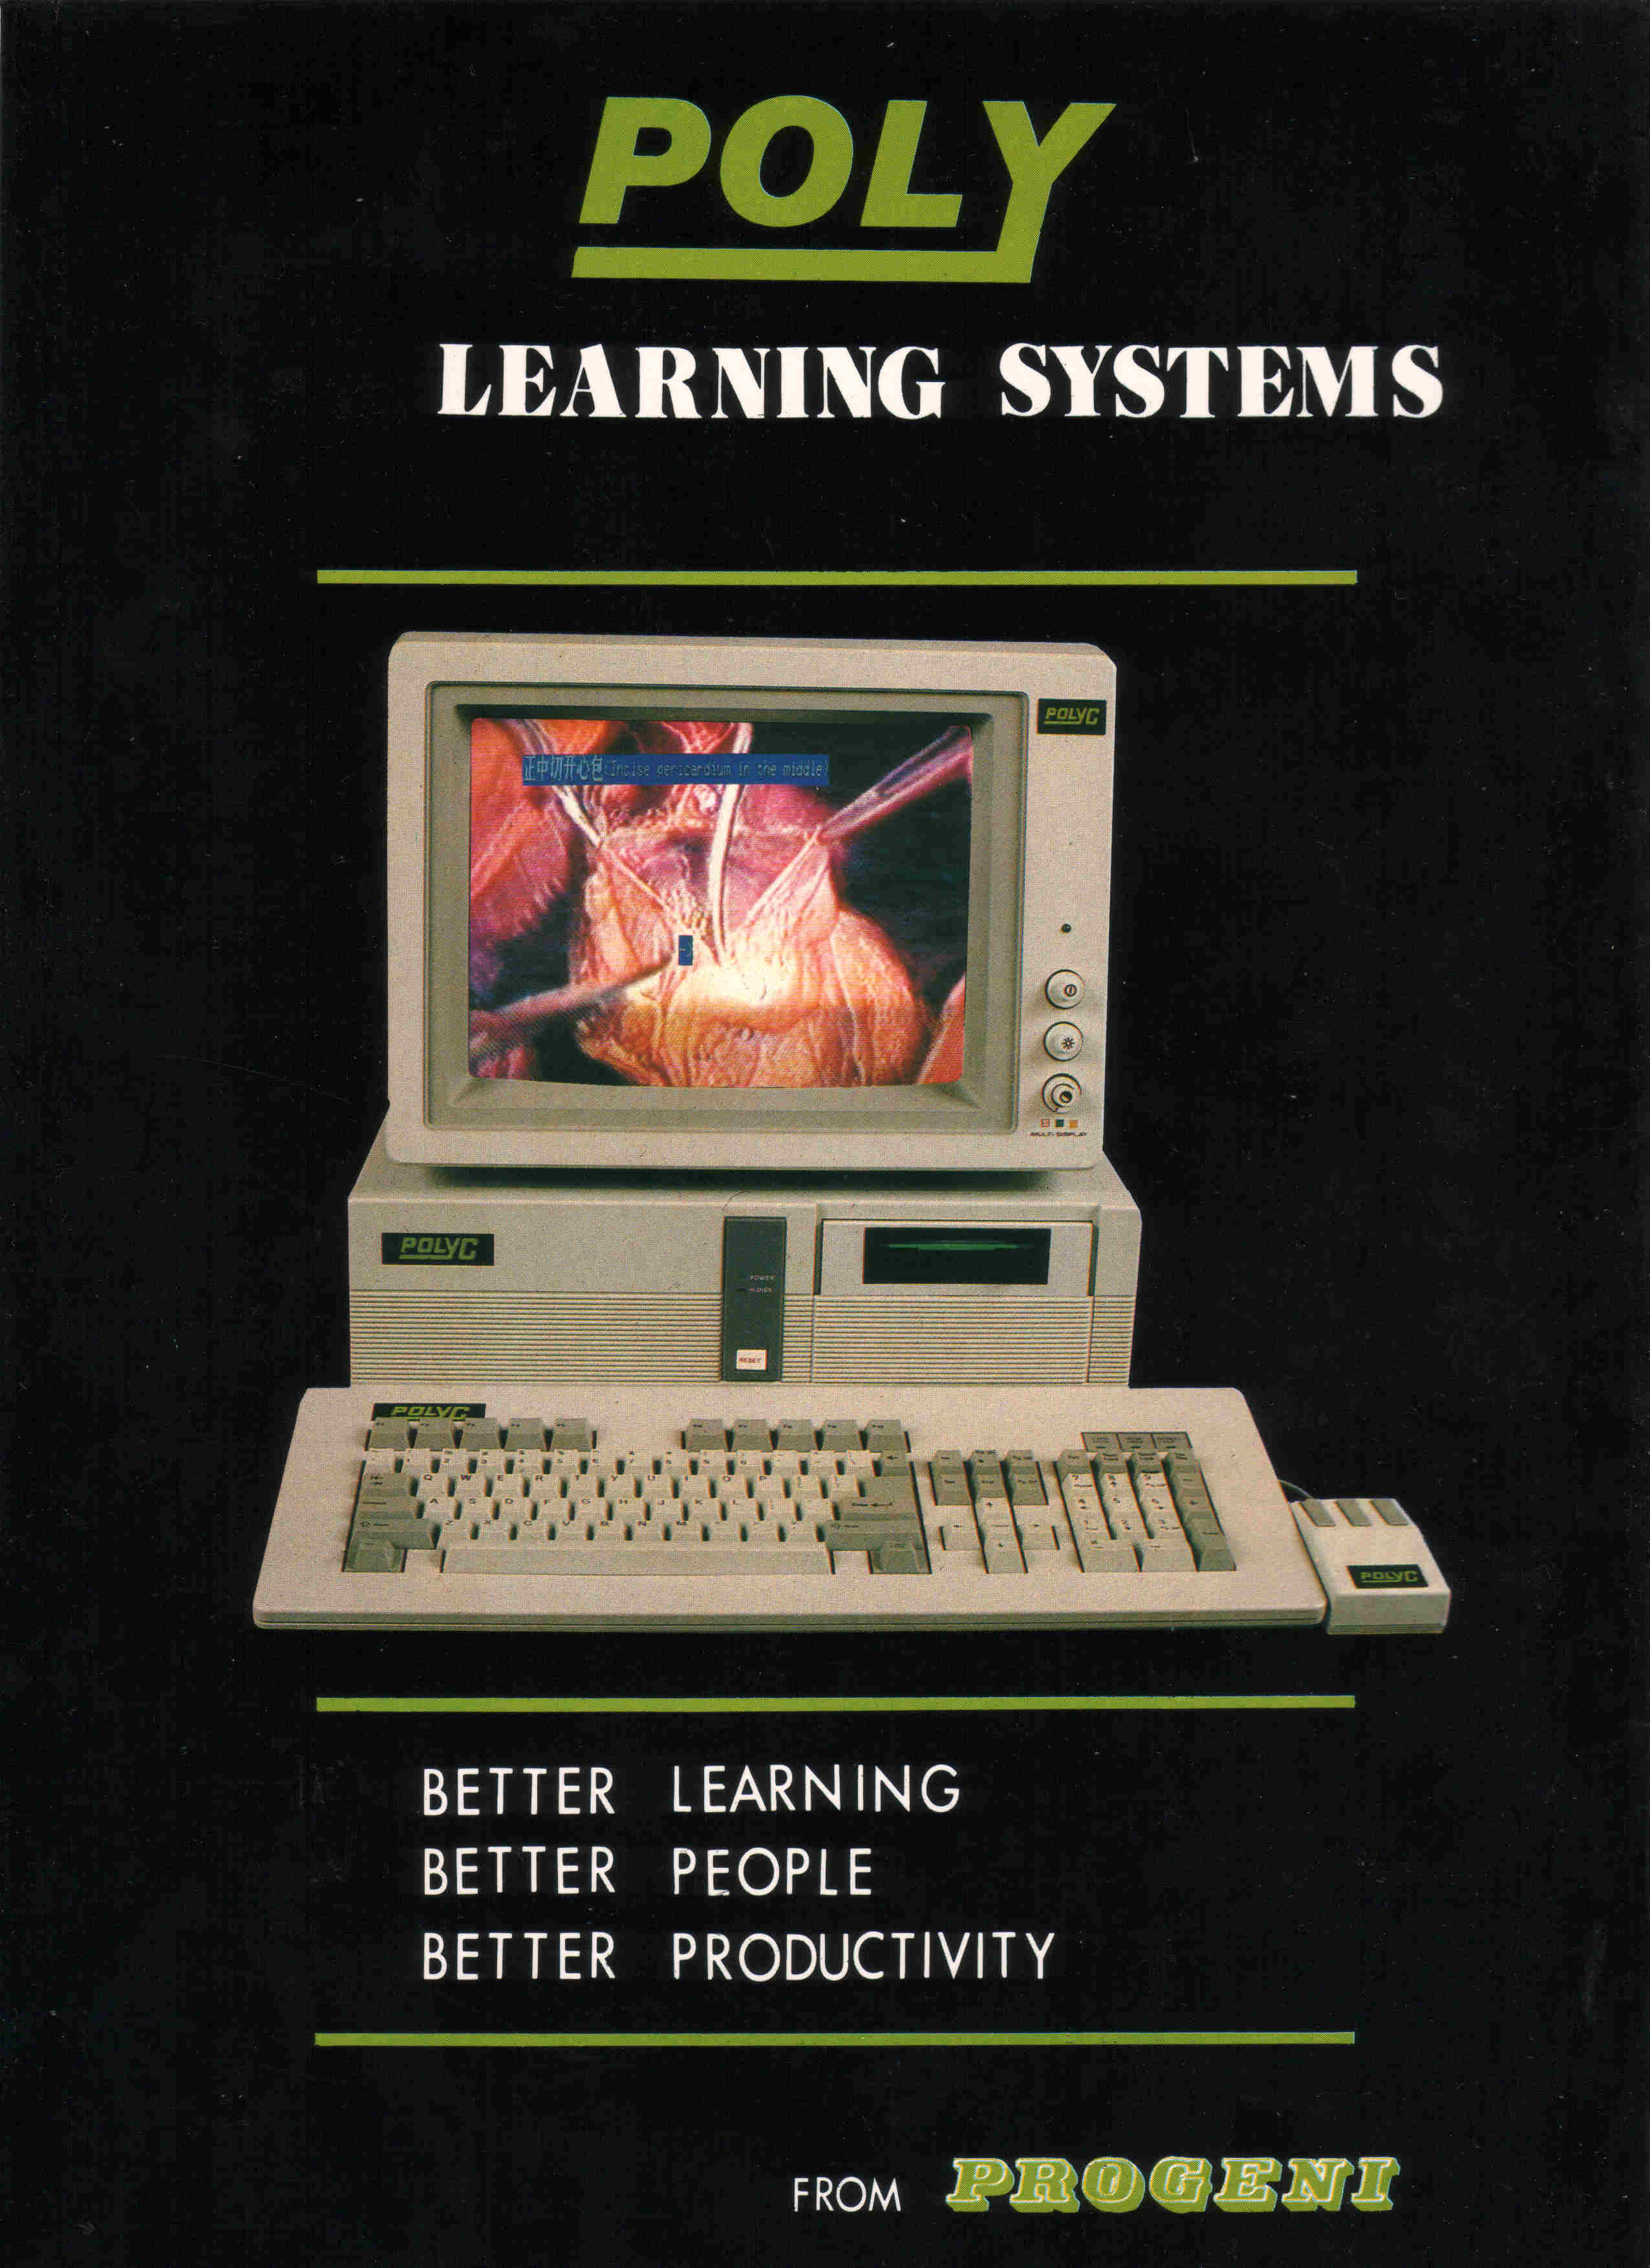 POLY
LEARNING SYSTEMS
POLYC
正中切开心包(Incise pericardium in the middle)
MULTI-DISPLAY
POLYC
POWER
H.DISK
RESET
POLYC
Q W E R T Y U I O P
A S D F G H J K L
Z X C V B N M
POLYC
BETTER LEARNING
BETTER PEOPLE
BETTER PRODUCTIVITY
FROM PROGENI